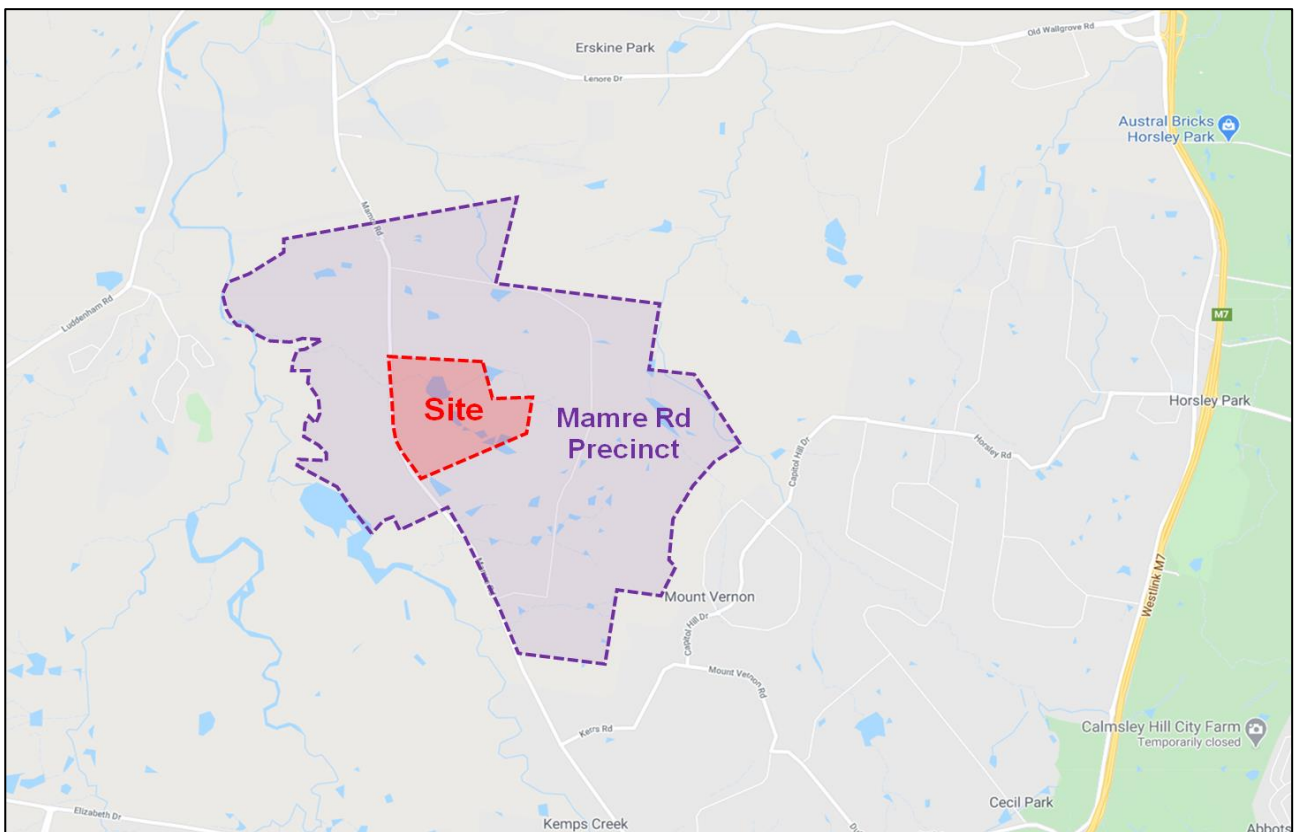 Old Wallgrove Rd
Erskine Park
Lenore Dr
Austral Bricks
Horsley Park
Mamre Rd
Luddenham Rd
M7
Site
Mamre Rd
Precinct
Horsley Park
Capitol Hill Dr
Horsley Rd
Westlink M7
Mount Vernon
Capitol Hill Dr
Mount Vernon Rd
Kerrs Rd
Calmsley Hill City Farm
Temporarily closed
Cecil Park
Elizabeth Dr
Kemps Creek
Abbots